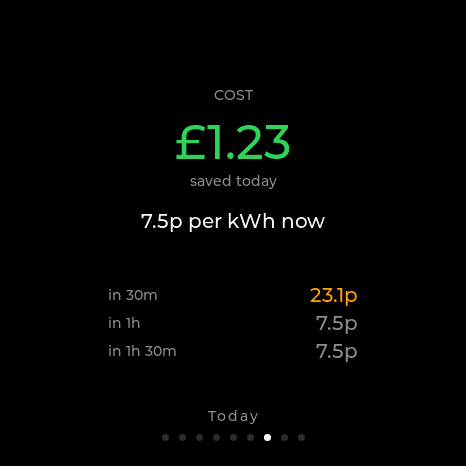 COST
£1.23
saved today
7.5p per kWh now
in 30m 23.1p
in 1h 7.5p
in 1h 30m 7.5p
Today